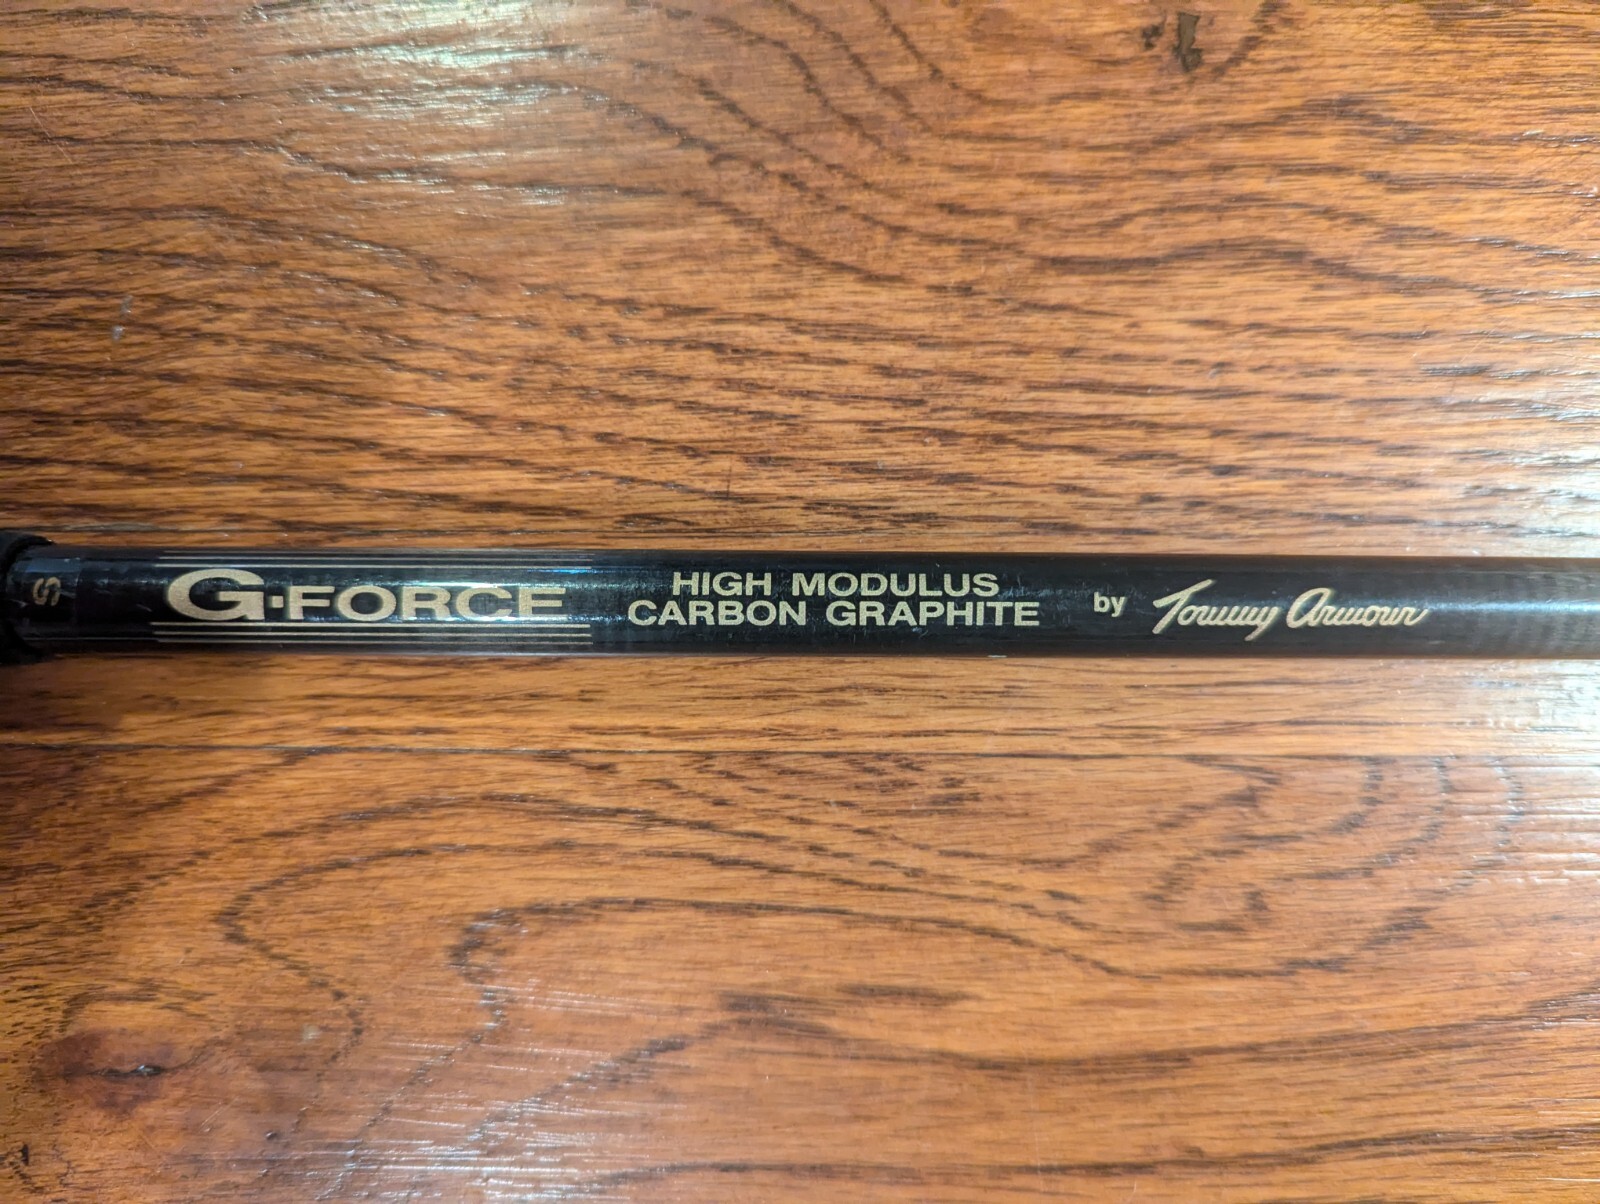 S
G·FORCE
HIGH MODULUS
CARBON GRAPHITE
by Tommy Armour